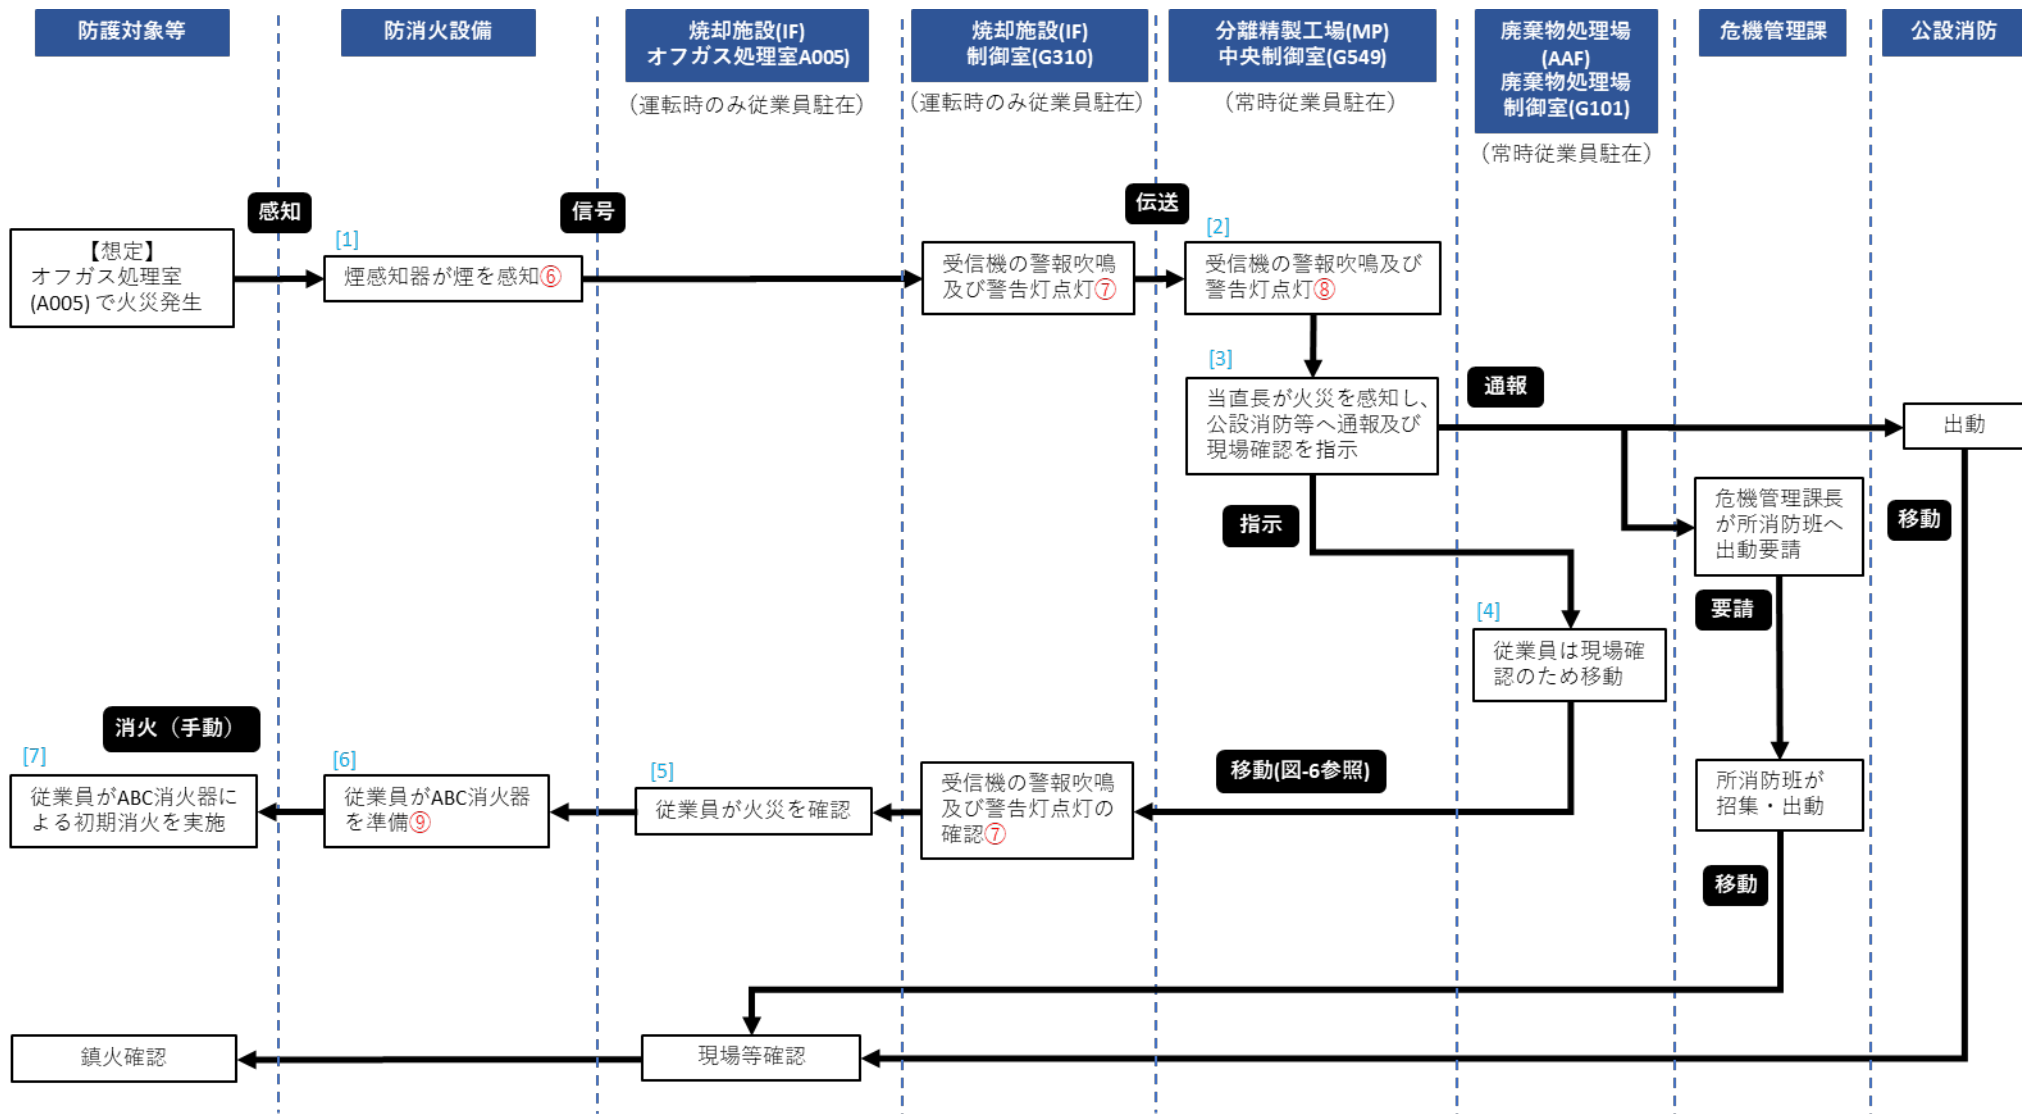 防護対象等
防消火設備
焼却施設(IF)
オフガス処理室A005)
(運転時のみ従業員駐在)
焼却施設(IF)
制御室(G310)
(運転時のみ従業員駐在)
分離精製工場(MP)
中央制御室(G549)
(常時従業員駐在)
廃棄物処理場
(AAF)
廃棄物処理場
制御室(G101)
(常時従業員駐在)
危機管理課
公設消防
感知
信号
伝送
【想定】
オフガス処理室
(A005) で火災発生
[1]
煙感知器が煙を感知⑥
受信機の警報吹鳴
及び警告灯点灯⑦
[2]
受信機の警報吹鳴及び
警告灯点灯⑧
[3]
当直長が火災を感知し、
公設消防等へ通報及び
現場確認を指示
通報
出動
指示
危機管理課長
が所消防班へ
出動要請
移動
要請
[4]
従業員は現場確
認のため移動
消火（手動）
[7]
従業員がABC消火器に
よる初期消火を実施
[6]
従業員がABC消火器
を準備⑨
[5]
従業員が火災を確認
受信機の警報吹鳴
及び警告灯点灯の
確認⑦
移動(図-6参照)
所消防班が
招集・出動
移動
鎮火確認
現場等確認